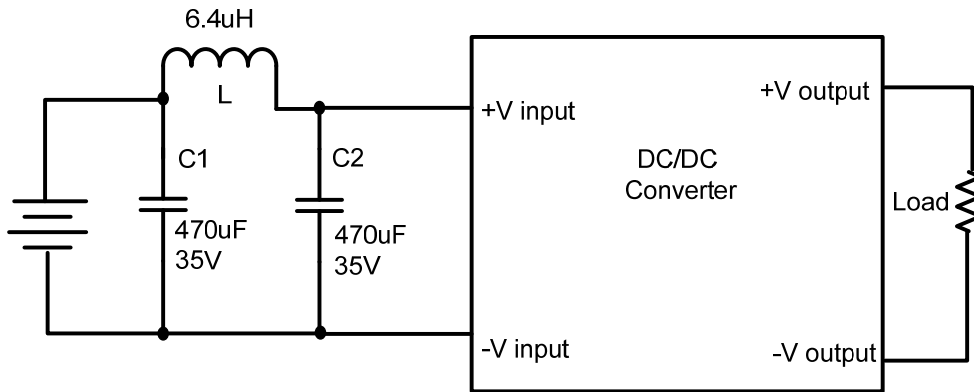 6.4uH
L
C1
470uF
35V
C2
470uF
35V
+V input
-V input
DC/DC
Converter
+V output
-V output
Load